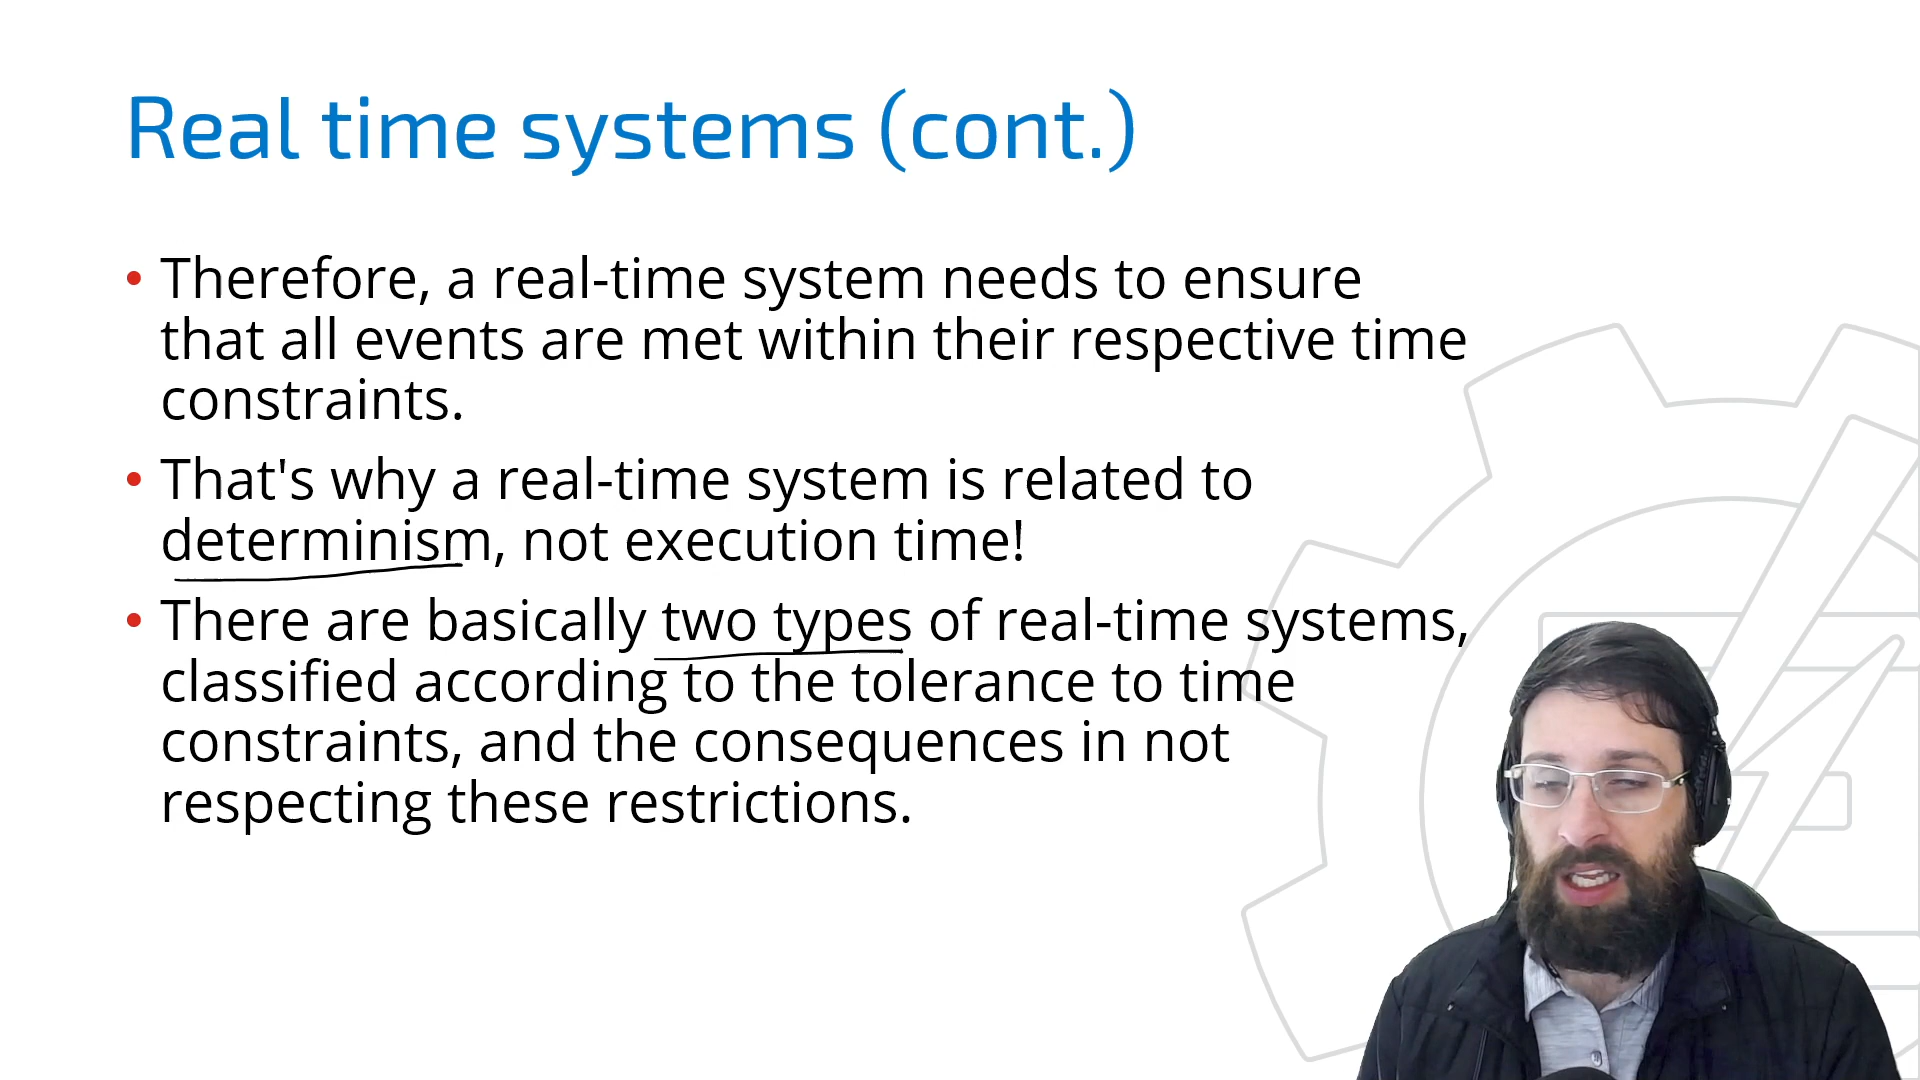 Real time systems (cont.)
• Therefore, a real-time system needs to ensure
that all events are met within their respective time
constraints.
• That's why a real-time system is related to
determinism, not execution time!
• There are basically two types of real-time systems,
classified according to the tolerance to time
constraints, and the consequences in not
respecting these restrictions.